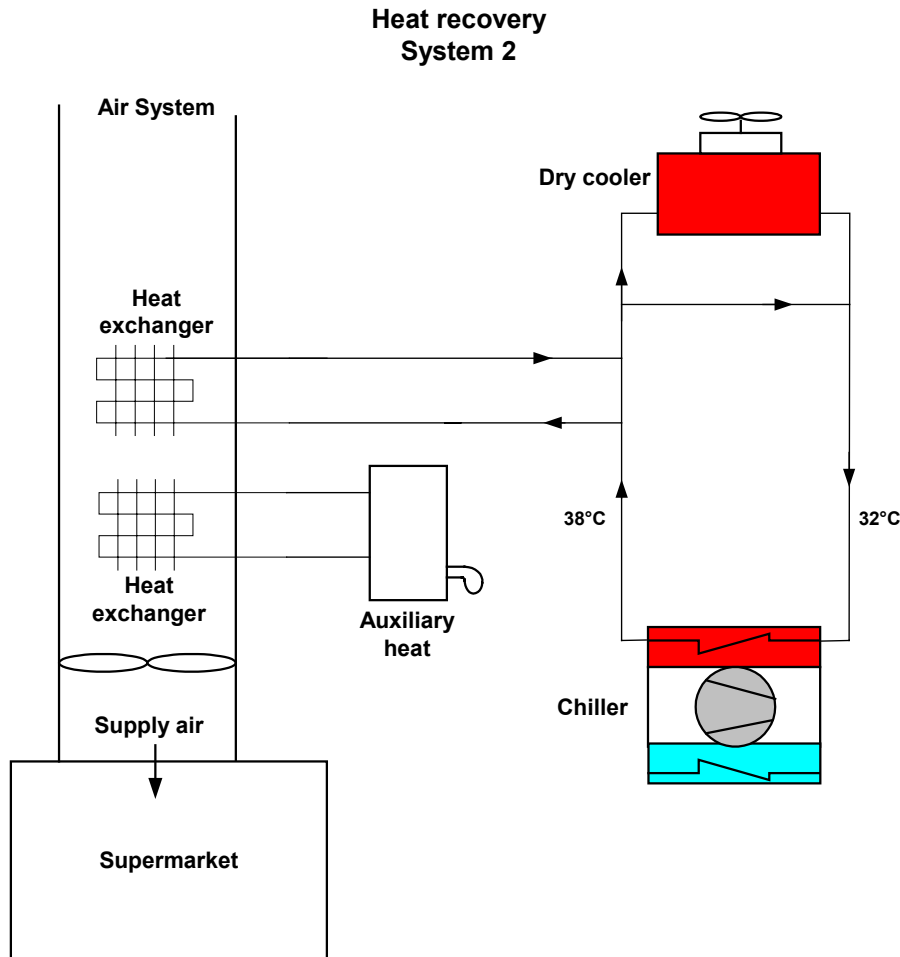 Heat recovery
System 2
Air System
Dry cooler
Heat
exchanger
38°C
32°C
Heat
exchanger
Auxiliary
heat
Chiller
Supply air
Supermarket